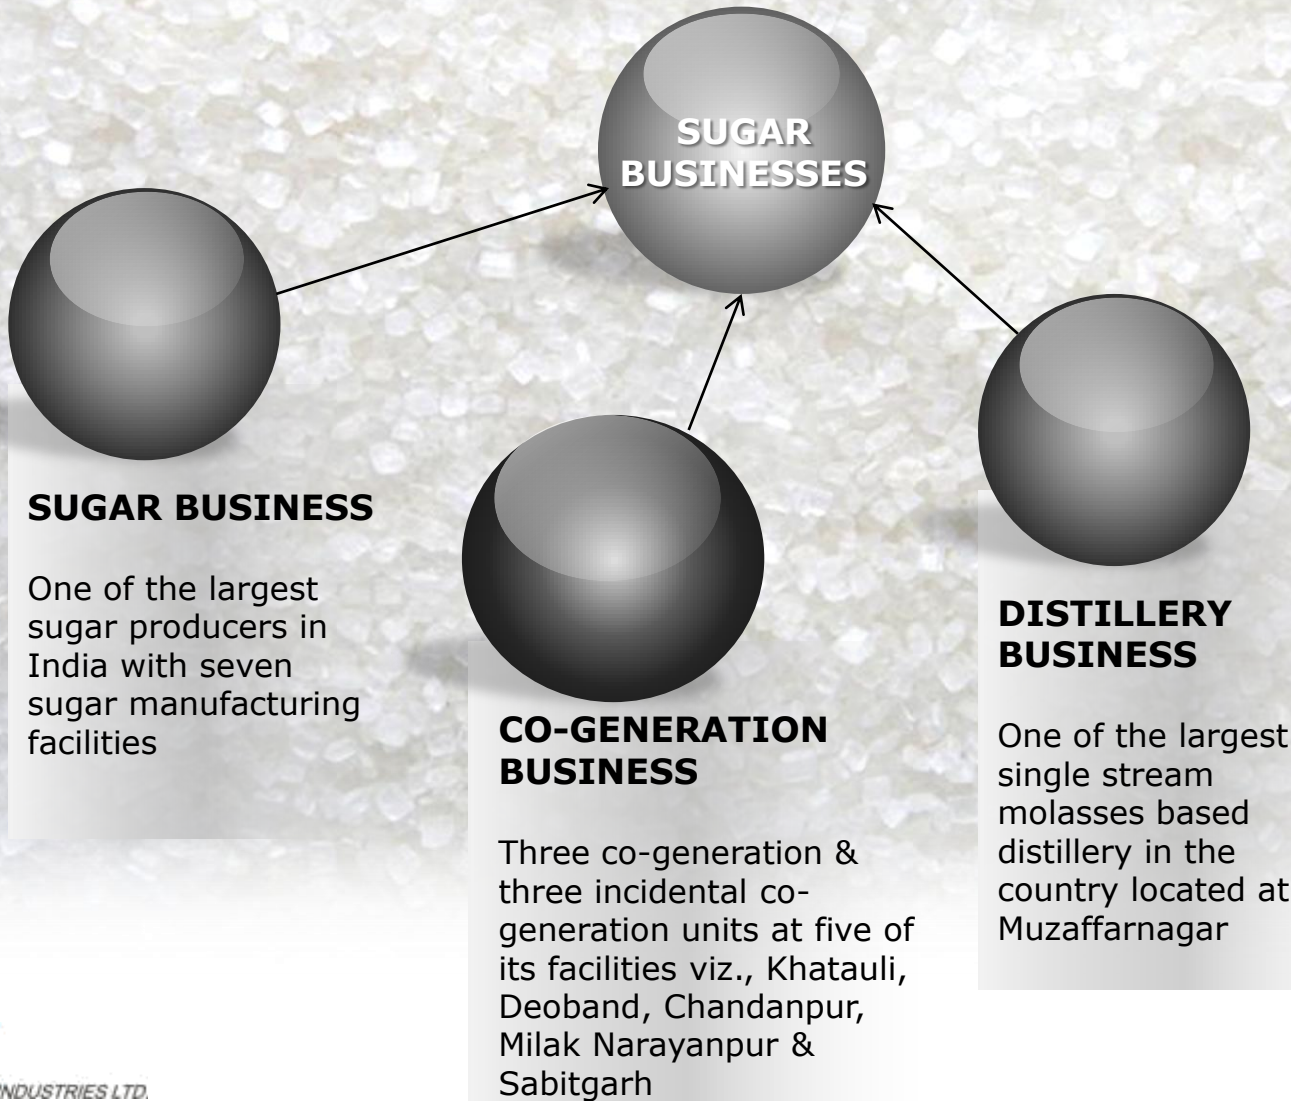 SUGAR
BUSINESSES
SUGAR BUSINESS
One of the largest
sugar producers in
India with seven
sugar manufacturing
facilities
CO-GENERATION
BUSINESS
Three co-generation &
three incidental co-
generation units at five of
its facilities viz., Khatauli,
Deoband, Chandanpur,
Milak Narayanpur &
Sabitgarh
DISTILLERY
BUSINESS
One of the largest
single stream
molasses based
distillery in the
country located at
Muzaffarnagar
INDUSTRIES LTD.